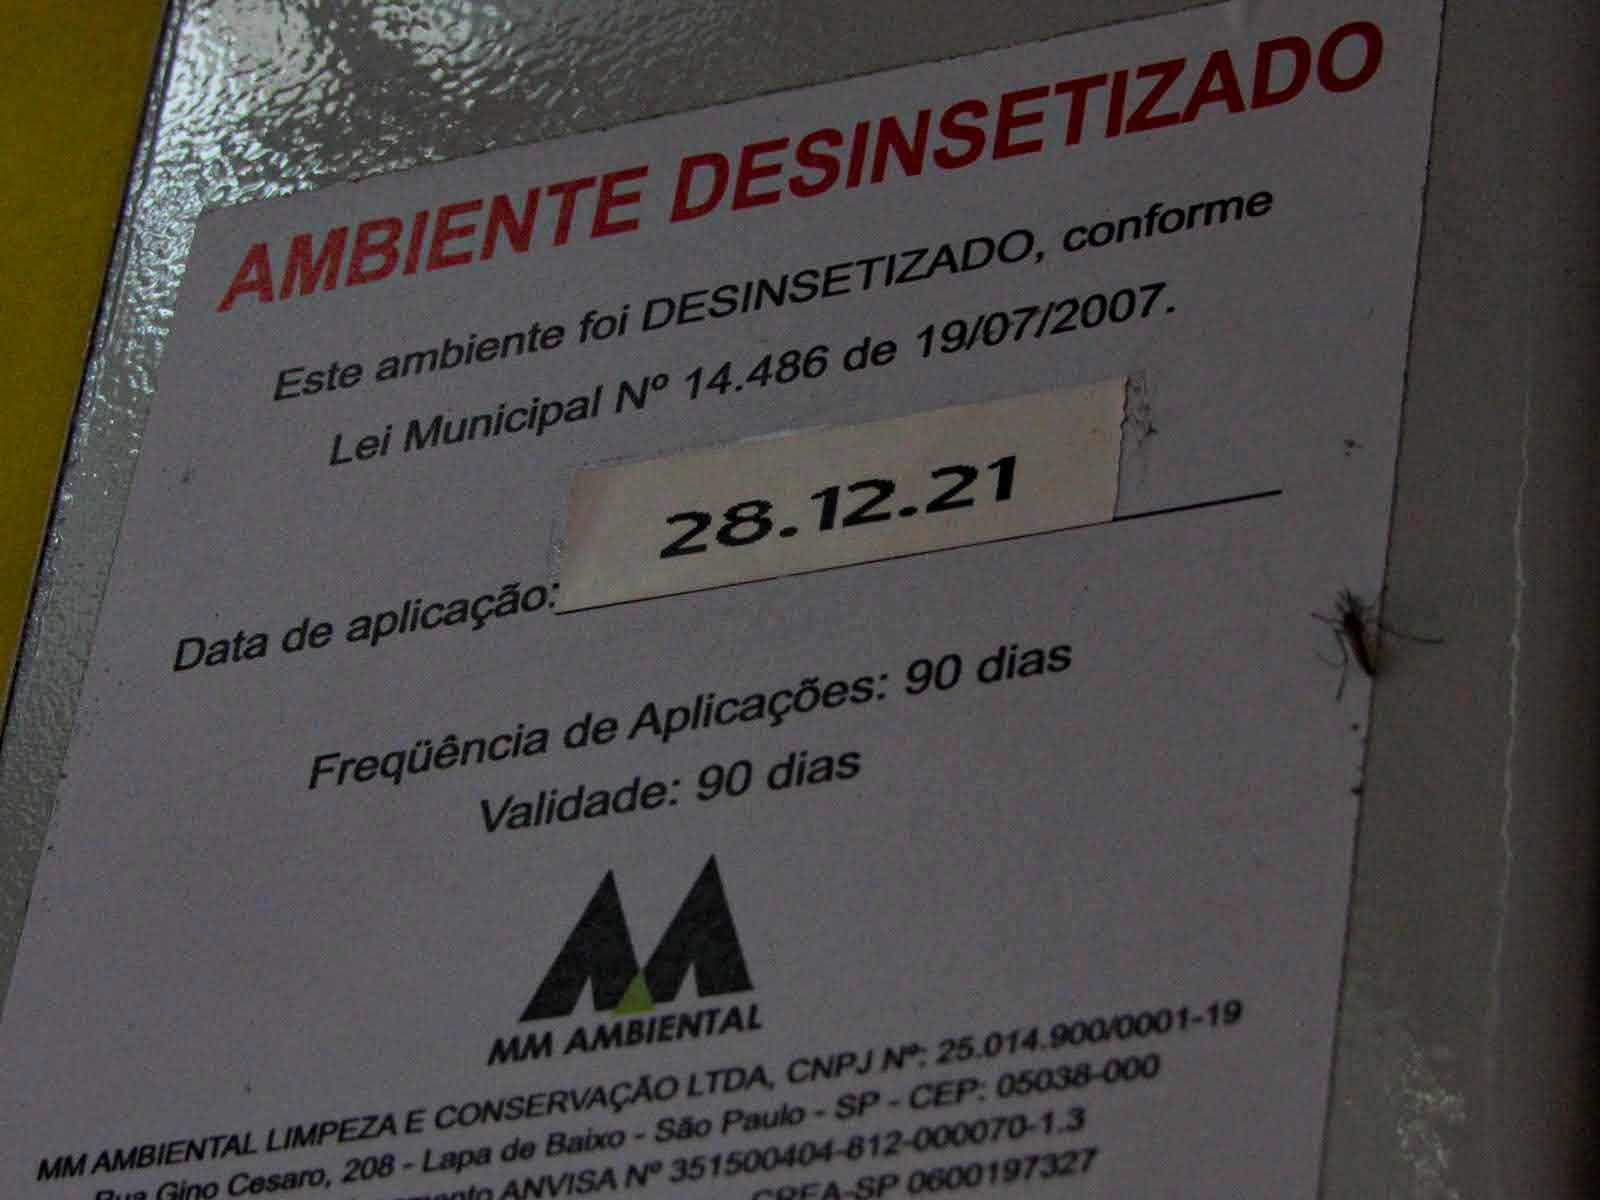 AMBIENTE DESINSETIZADO
Este ambiente foi DESINSETIZADO, conforme
Lei Municipal Nº 14.486 de 19/07/2007.
28.12.21
Data de aplicação:
Freqüência de Aplicações: 90 dias
Validade: 90 dias
MM AMBIENTAL
MM AMBIENTAL LIMPEZA E CONSERVAÇÃO LTDA, CNPJ Nº: 25.014.900/0001-19
Rua Gino Cesaro, 208 - Lapa de Baixo - São Paulo - SP - CEP: 05038-000
ANVISA Nº 351500404-812-000070-1.3
CREA-SP 0600197327